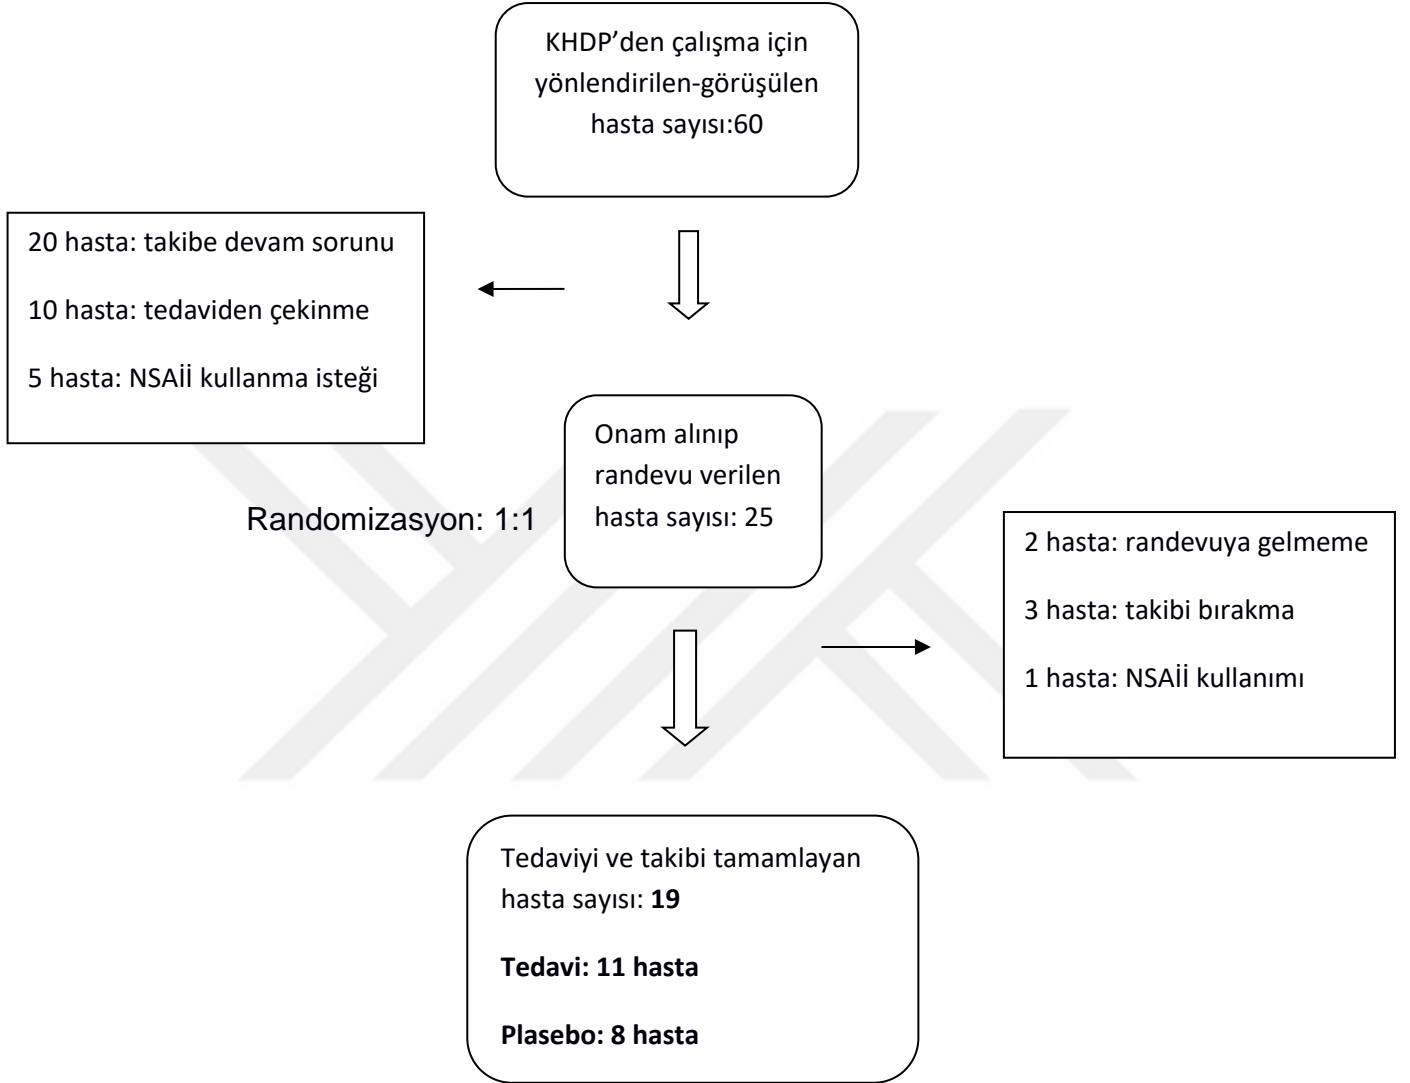 KHDP’den çalışma için
yönlendirilen-görüşülen
hasta sayısı:60
20 hasta: takibe devam sorunu
10 hasta: tedaviden çekinme
5 hasta: NSAİİ kullanma isteği
Onam alınıp
randevu verilen
hasta sayısı: 25
Randomizasyon: 1:1
2 hasta: randevuya gelmeme
3 hasta: takibi bırakma
1 hasta: NSAİİ kullanımı
Tedaviyi ve takibi tamamlayan
hasta sayısı: 19
Tedavi: 11 hasta
Plasebo: 8 hasta